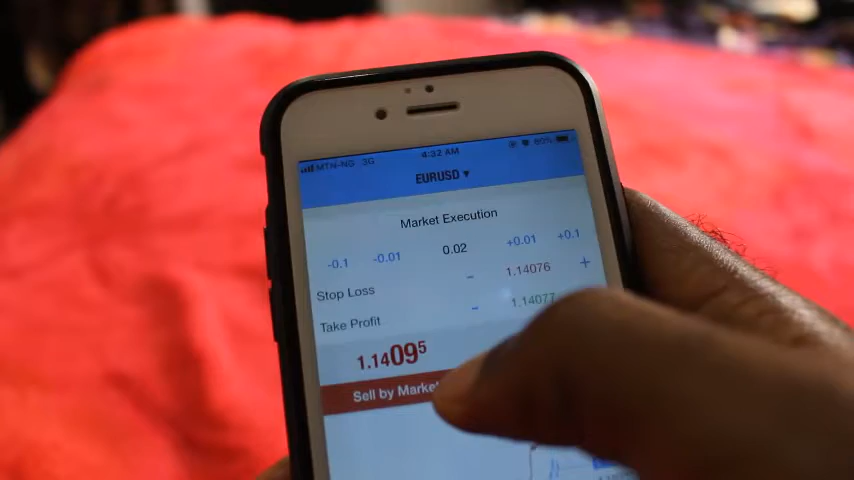 MTN-NG 3G 4:32 AM 80%
EURUSD ▾
Market Execution
-0.1 -0.01 0.02 +0.01 +0.1
Stop Loss - 1.14076 +
Take Profit - 1.14077
1.14095
Sell by Market